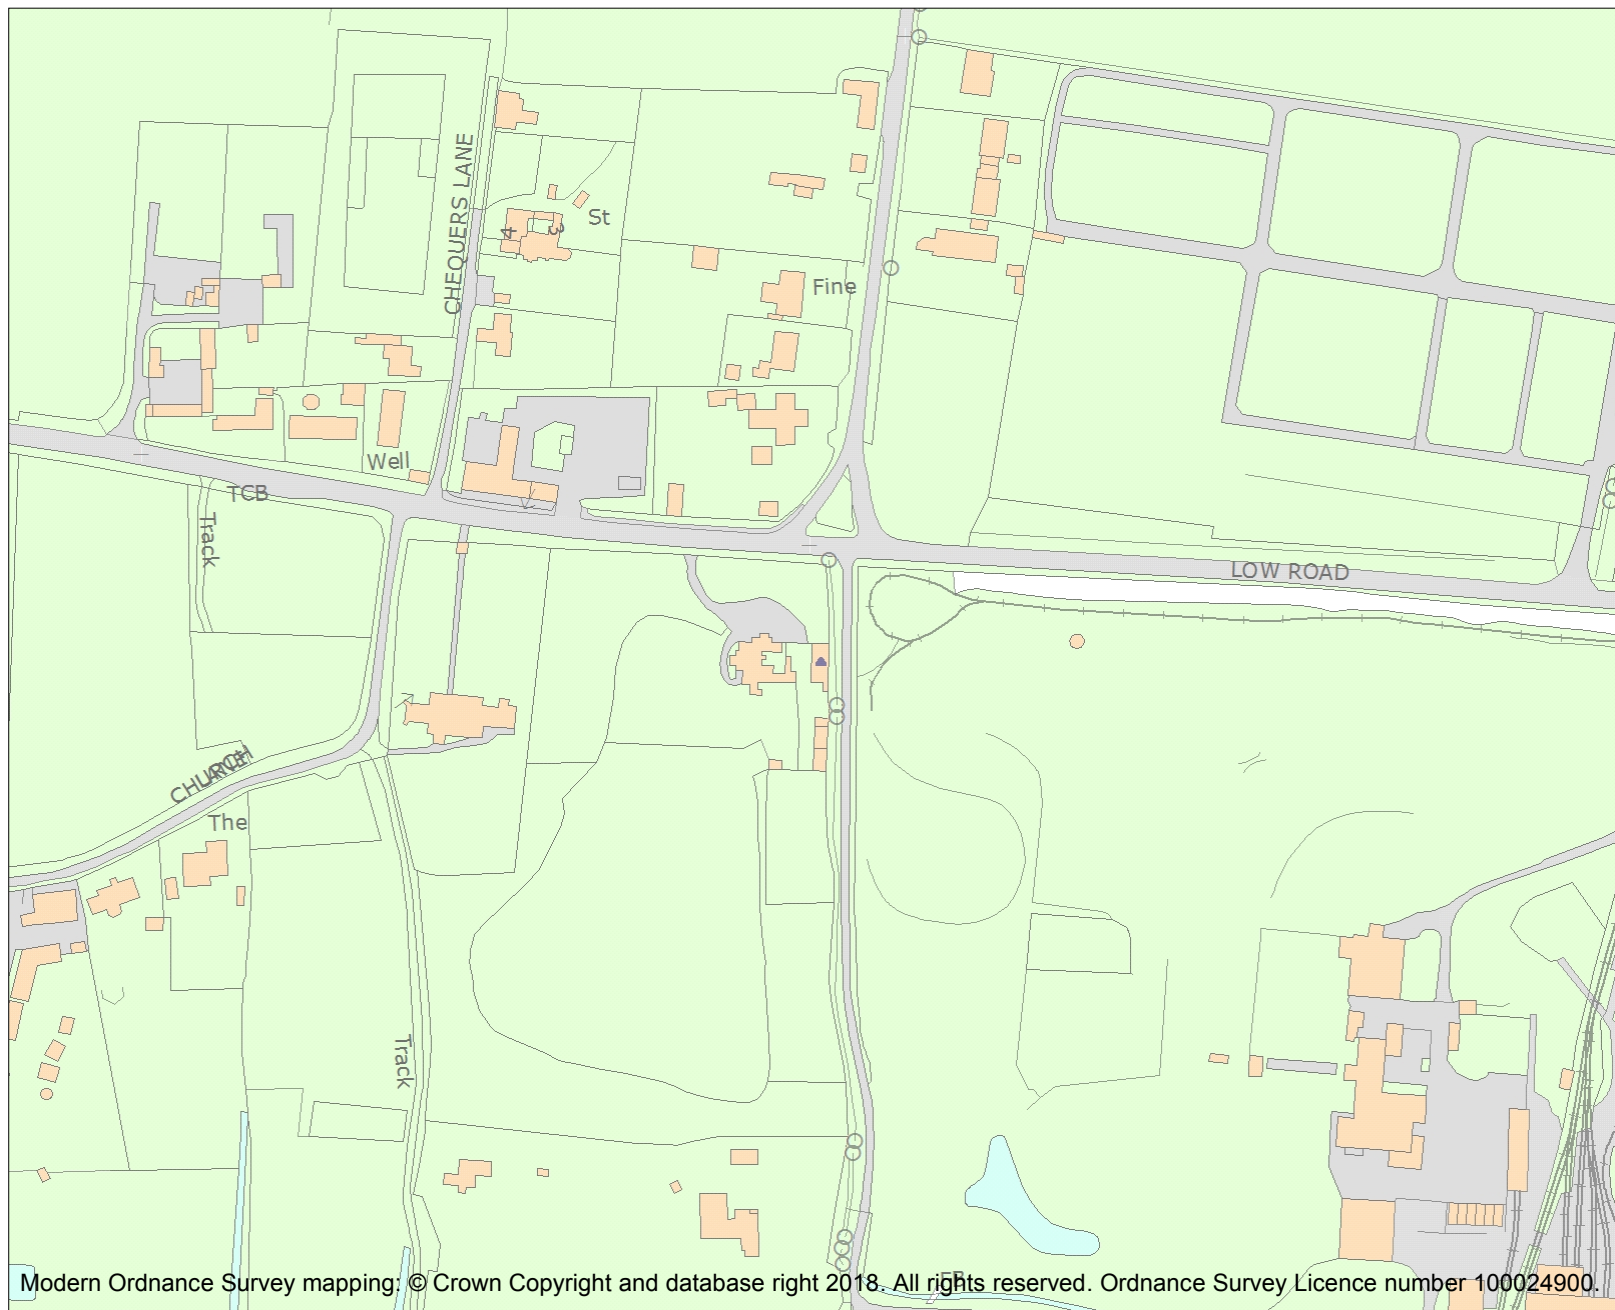 CHEQUERS LANE
4
3
St
Fine
Well
TCB
Track
LOW ROAD
CHURCH
LANE
The
Track
FB
Modern Ordnance Survey mapping: © Crown Copyright and database right 2018. All rights reserved. Ordnance Survey Licence number 100024900.